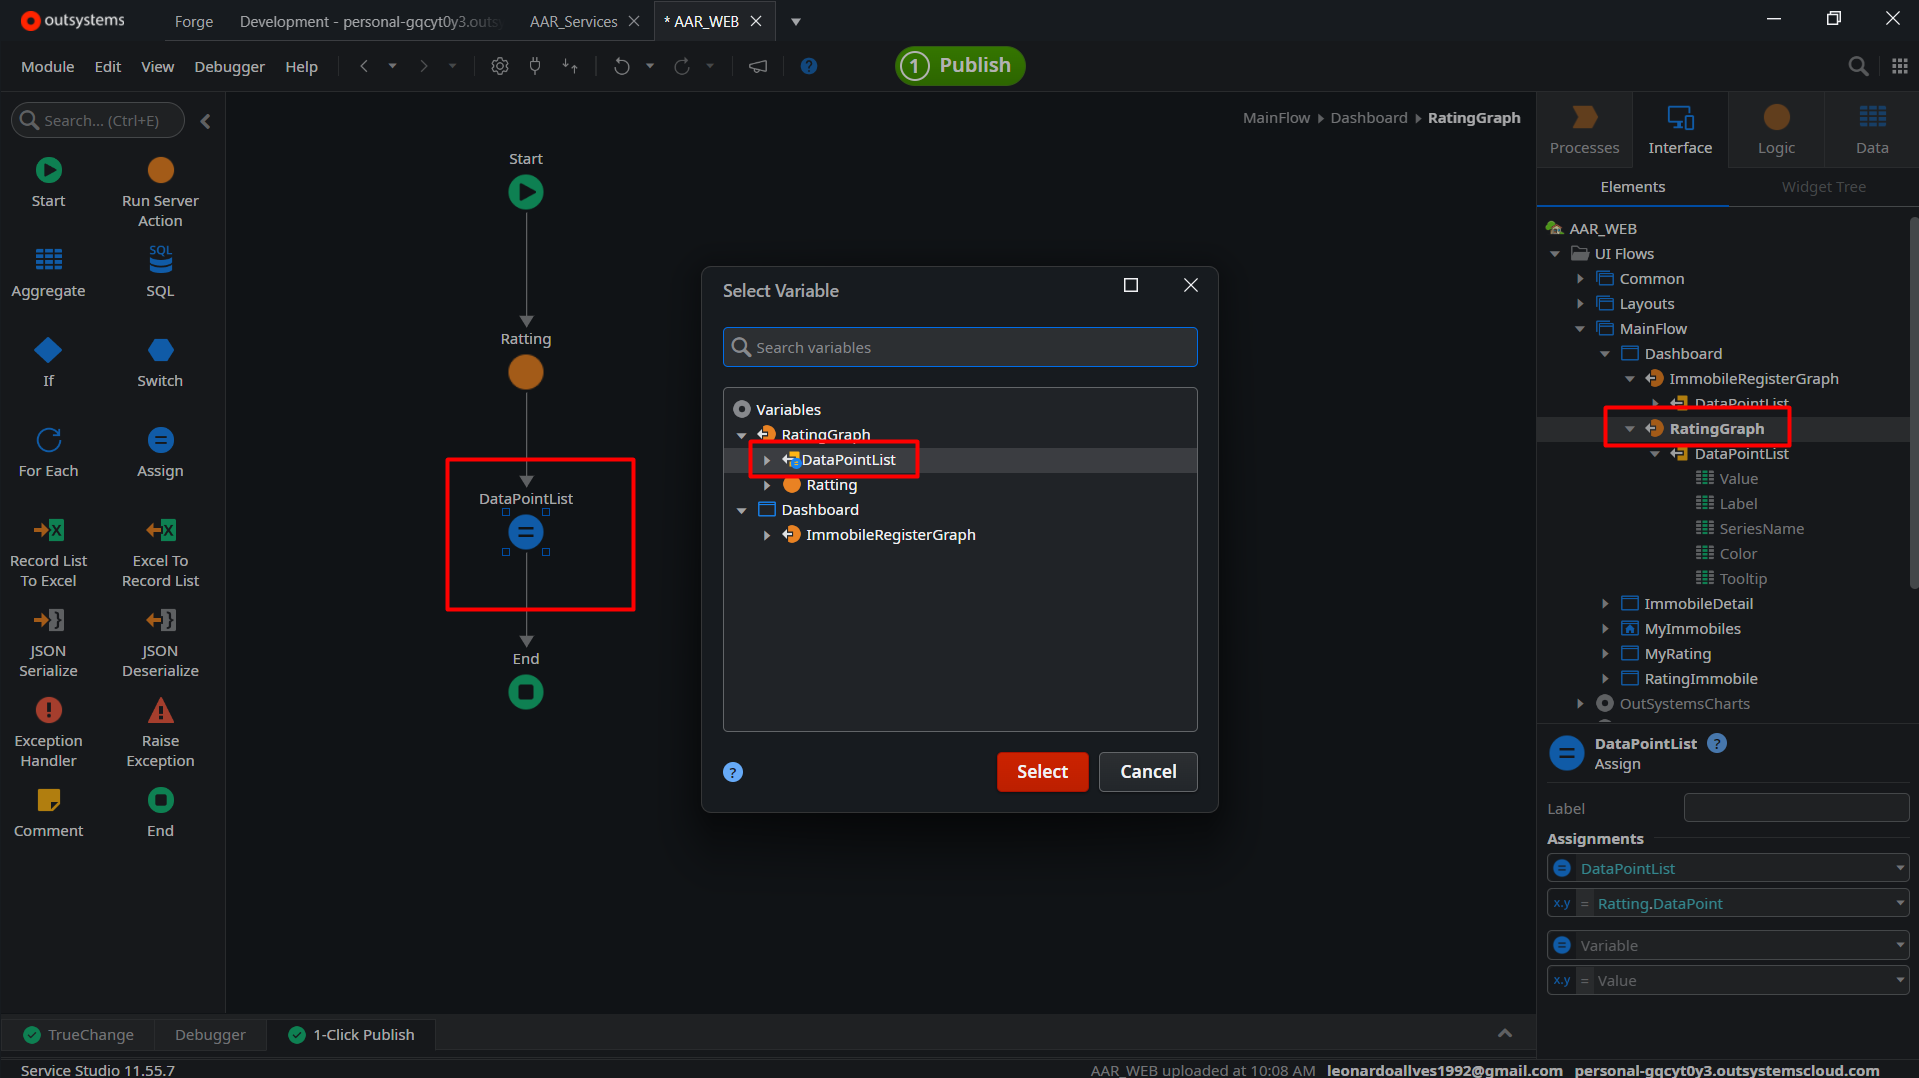 outsystems
Forge
Development - personal-gqcyt0y3.outs
AAR_Services
* AAR_WEB
Module
Edit
View
Debugger
Help
1
Publish
Search... (Ctrl+E)
Start
Run Server
Action
Aggregate
SQL
SQL
If
Switch
For Each
Assign
Record List
To Excel
Excel To
Record List
JSON
Serialize
JSON
Deserialize
Exception
Handler
Raise
Exception
Comment
End
MainFlow
Dashboard
RatingGraph
Start
Ratting
DataPointList
End
Select Variable
Search variables
Variables
RatingGraph
DataPointList
Ratting
Dashboard
ImmobileRegisterGraph
?
Select
Cancel
Processes
Interface
Logic
Data
Elements
Widget Tree
AAR_WEB
UI Flows
Common
Layouts
MainFlow
Dashboard
ImmobileRegisterGraph
DataPointList
RatingGraph
DataPointList
Value
Label
SeriesName
Color
Tooltip
ImmobileDetail
MyImmobiles
MyRating
RatingImmobile
OutSystemsCharts
DataPointList ?
Assign
Label
Assignments
DataPointList
x.y = Ratting.DataPoint
Variable
x.y = Value
TrueChange
Debugger
1-Click Publish
Service Studio 11.55.7
AAR_WEB uploaded at 10:08 AM
leonardoallves1992@gmail.com
personal-gqcyt0y3.outsystemscloud.com